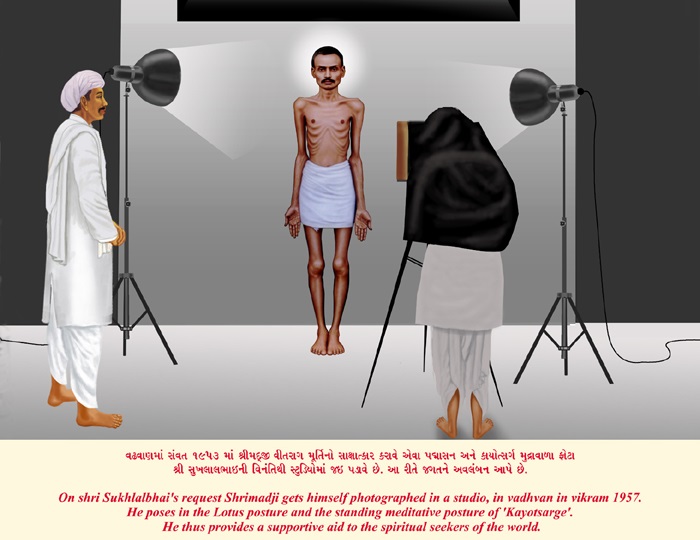 વઢવાણમાં સંવત ૧૯૫૭ માં શ્રીમદ્જી વીતરાગ મૂર્તિનો સાક્ષાત્કાર કરાવે એવા પદ્માસન અને કાયોત્સર્ગ મુદ્રાવાળા ફોટા
શ્રી સુખલાલભાઈની વિનંતિથી સ્ટુડિયોમાં જઇ પડાવે છે. આ રીતે જગતને અવલંબન આપે છે.
On shri Sukhlalbhai's request Shrimadji gets himself photographed in a studio, in vadhvan in vikram 1957.
He poses in the Lotus posture and the standing meditative posture of 'Kayotsarge'.
He thus provides a supportive aid to the spiritual seekers of the world.